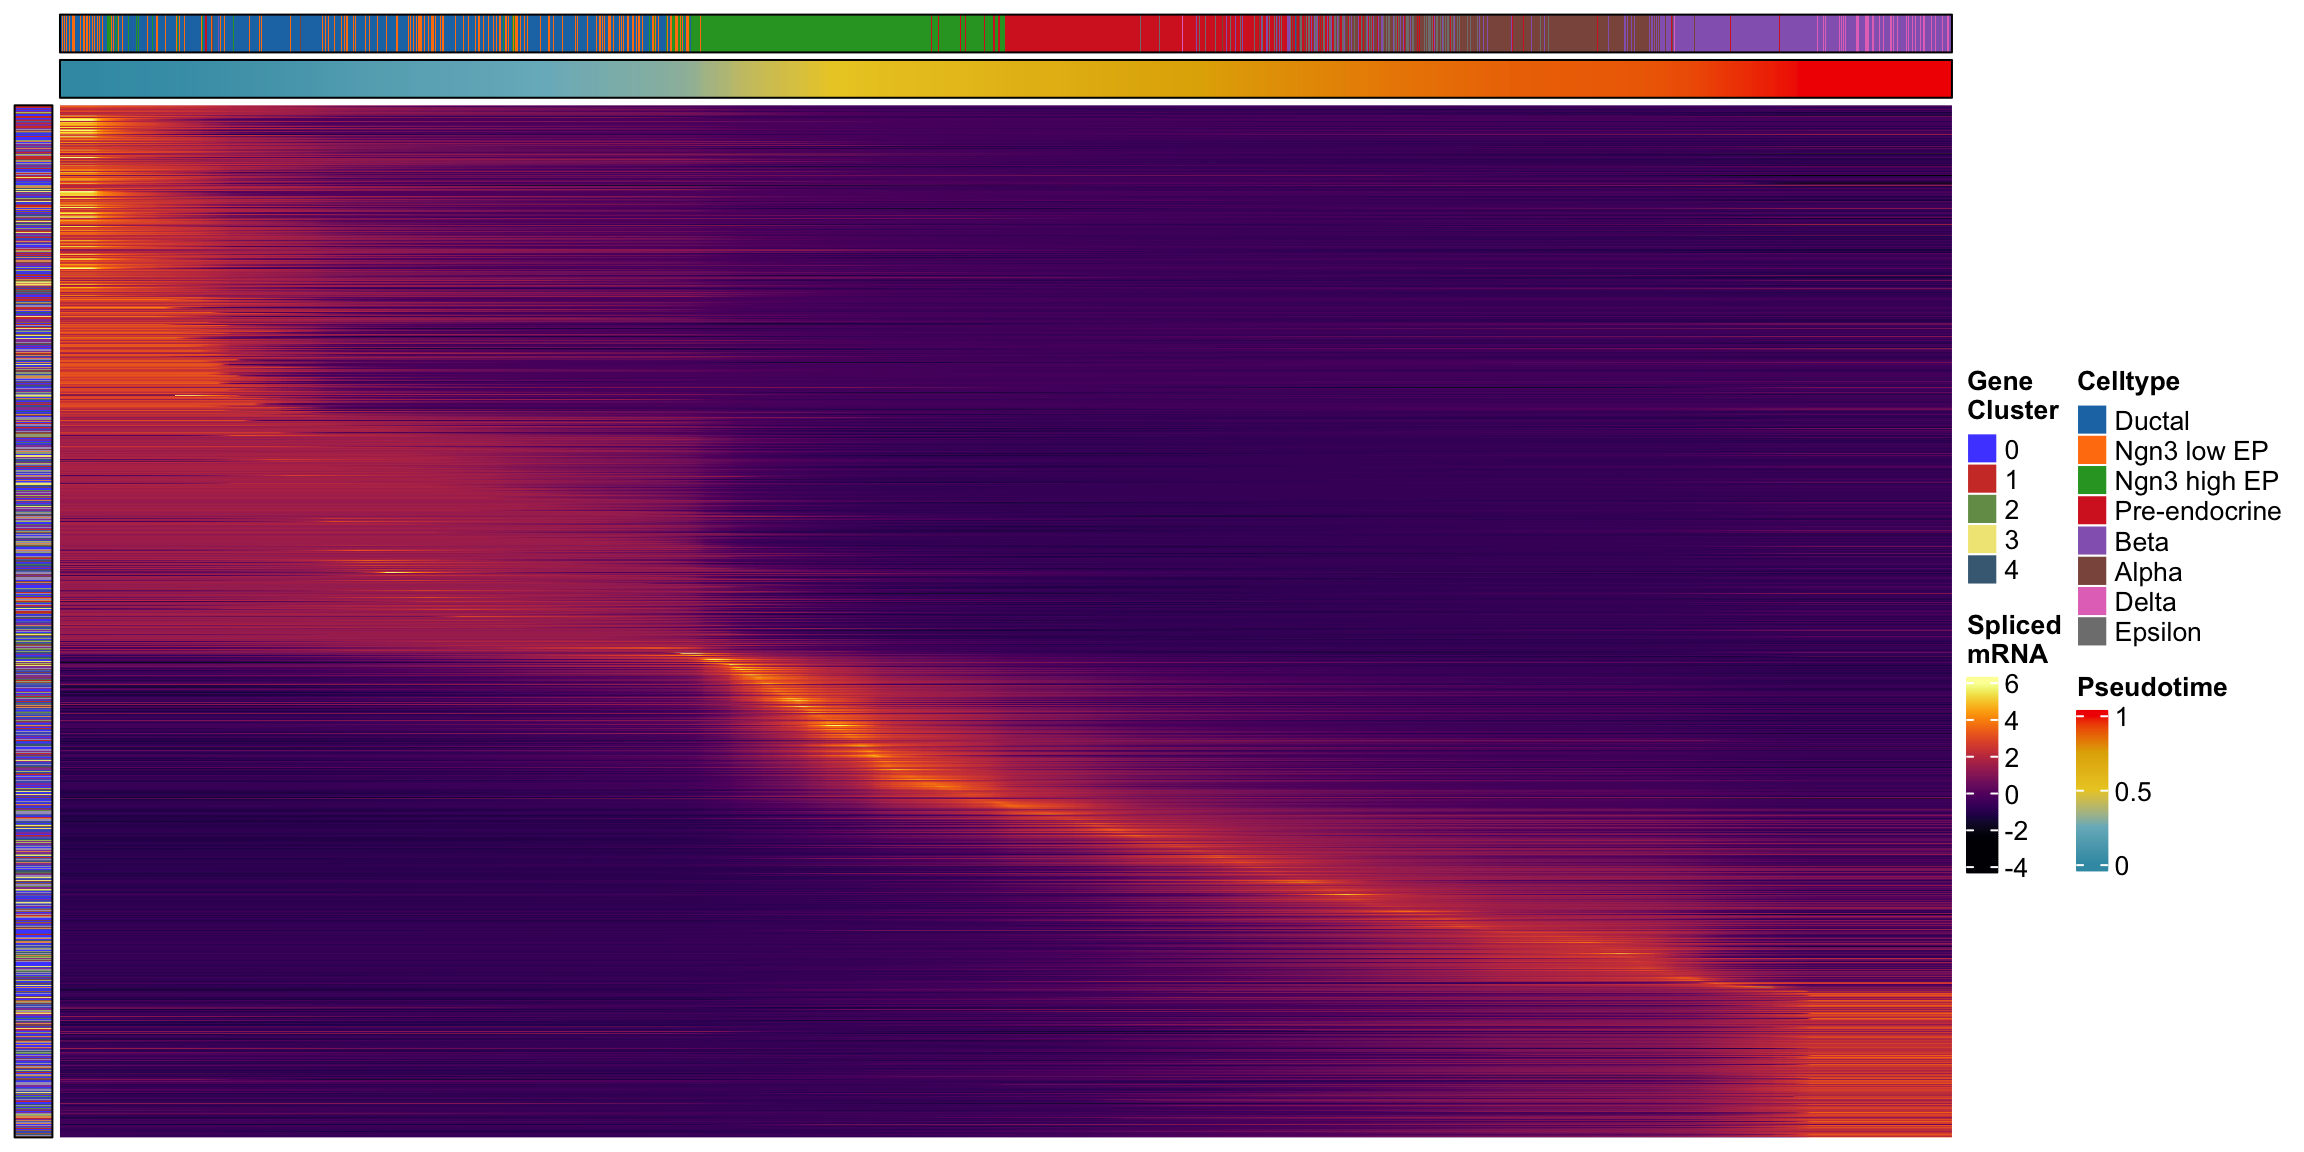 Gene
Cluster
0
1
2
3
4
Spliced
mRNA
6
4
2
0
-2
-4
Celltype
Ductal
Ngn3 low EP
Ngn3 high EP
Pre-endocrine
Beta
Alpha
Delta
Epsilon
Pseudotime
1
0.5
0